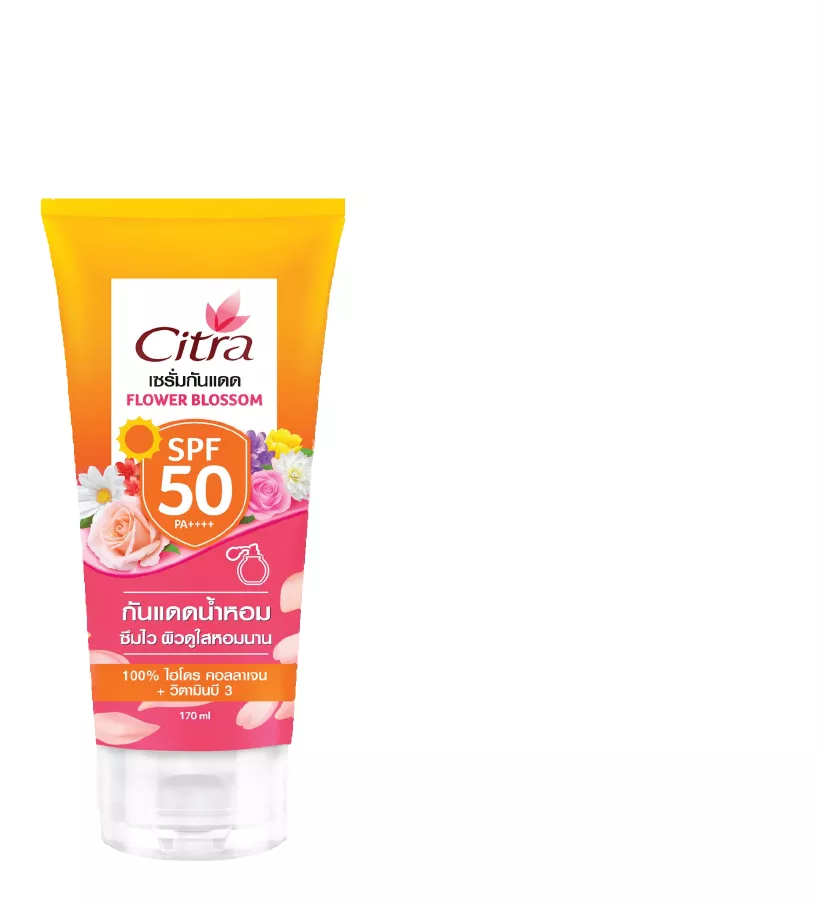 Citra
เซรั่มกันแดด
FLOWER BLOSSOM
SPF
50
PA++++
กันแดดน้ำหอม
ซึมไว ผิวดูใสหอมนาน
100% ไฮโดร คอลลาเจน
+ วิตามินบี 3
170 ml